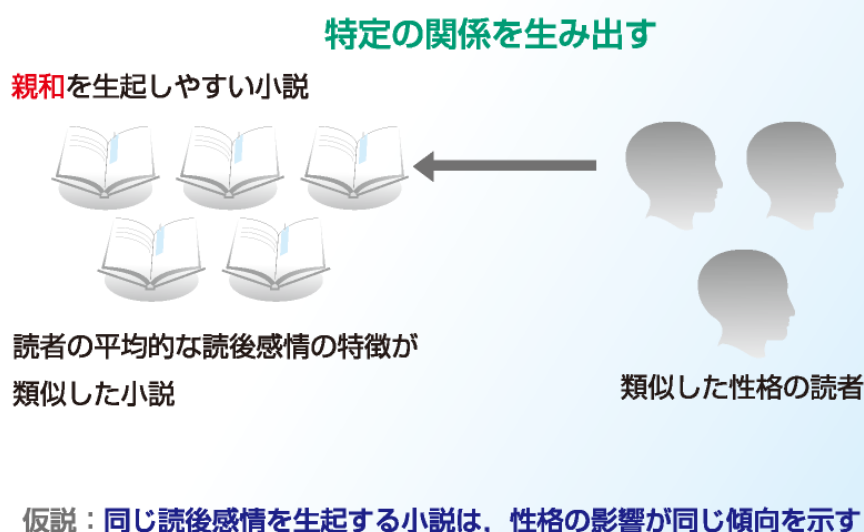 特定の関係を生み出す
親和を生起しやすい小説
読者の平均的な読後感情の特徴が
類似した小説
類似した性格の読者
仮説：同じ読後感情を生起する小説は，性格の影響が同じ傾向を示す